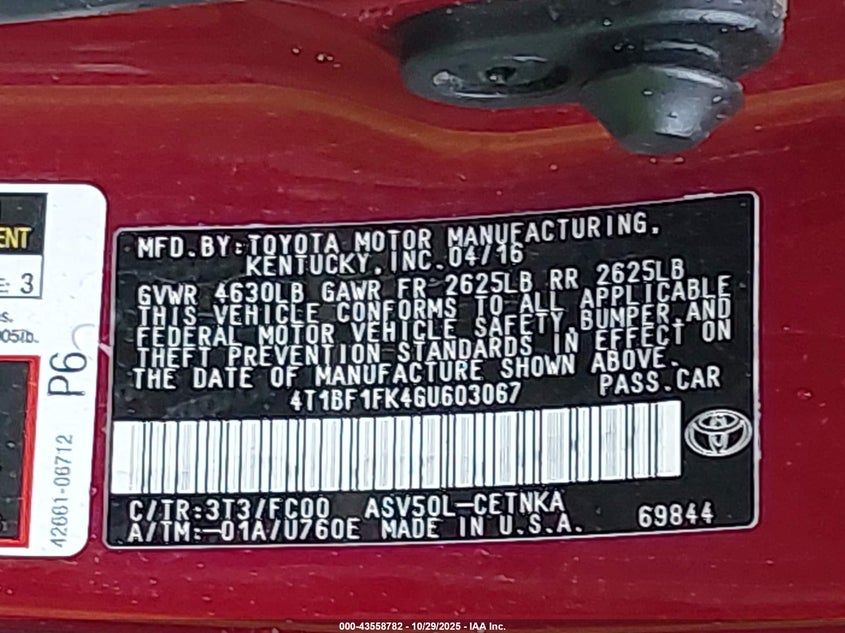 ENT
E: 3
s.
005lb.
P6
42661-06712
MFD.BY:TOYOTA MOTOR MANUFACTURING,
KENTUCKY,INC.04/16
GVWR 4630LB GAWR FR 2625LB RR 2625LB
THIS VEHICLE CONFORMS TO ALL APPLICABLE
FEDERAL MOTOR VEHICLE SAFETY,BUMPER,AND
THEFT PREVENTION STANDARDS IN EFFECT ON
THE DATE OF MANUFACTURE SHOWN ABOVE.
4T1BF1FK4GU603067 PASS.CAR
C/TR:3T3/FC00 ASV50L-CETNKA
A/TM:-01A/U760E MADE IN U.S.A. 69844
000-43558782 - 10/29/2025 - IAA Inc.